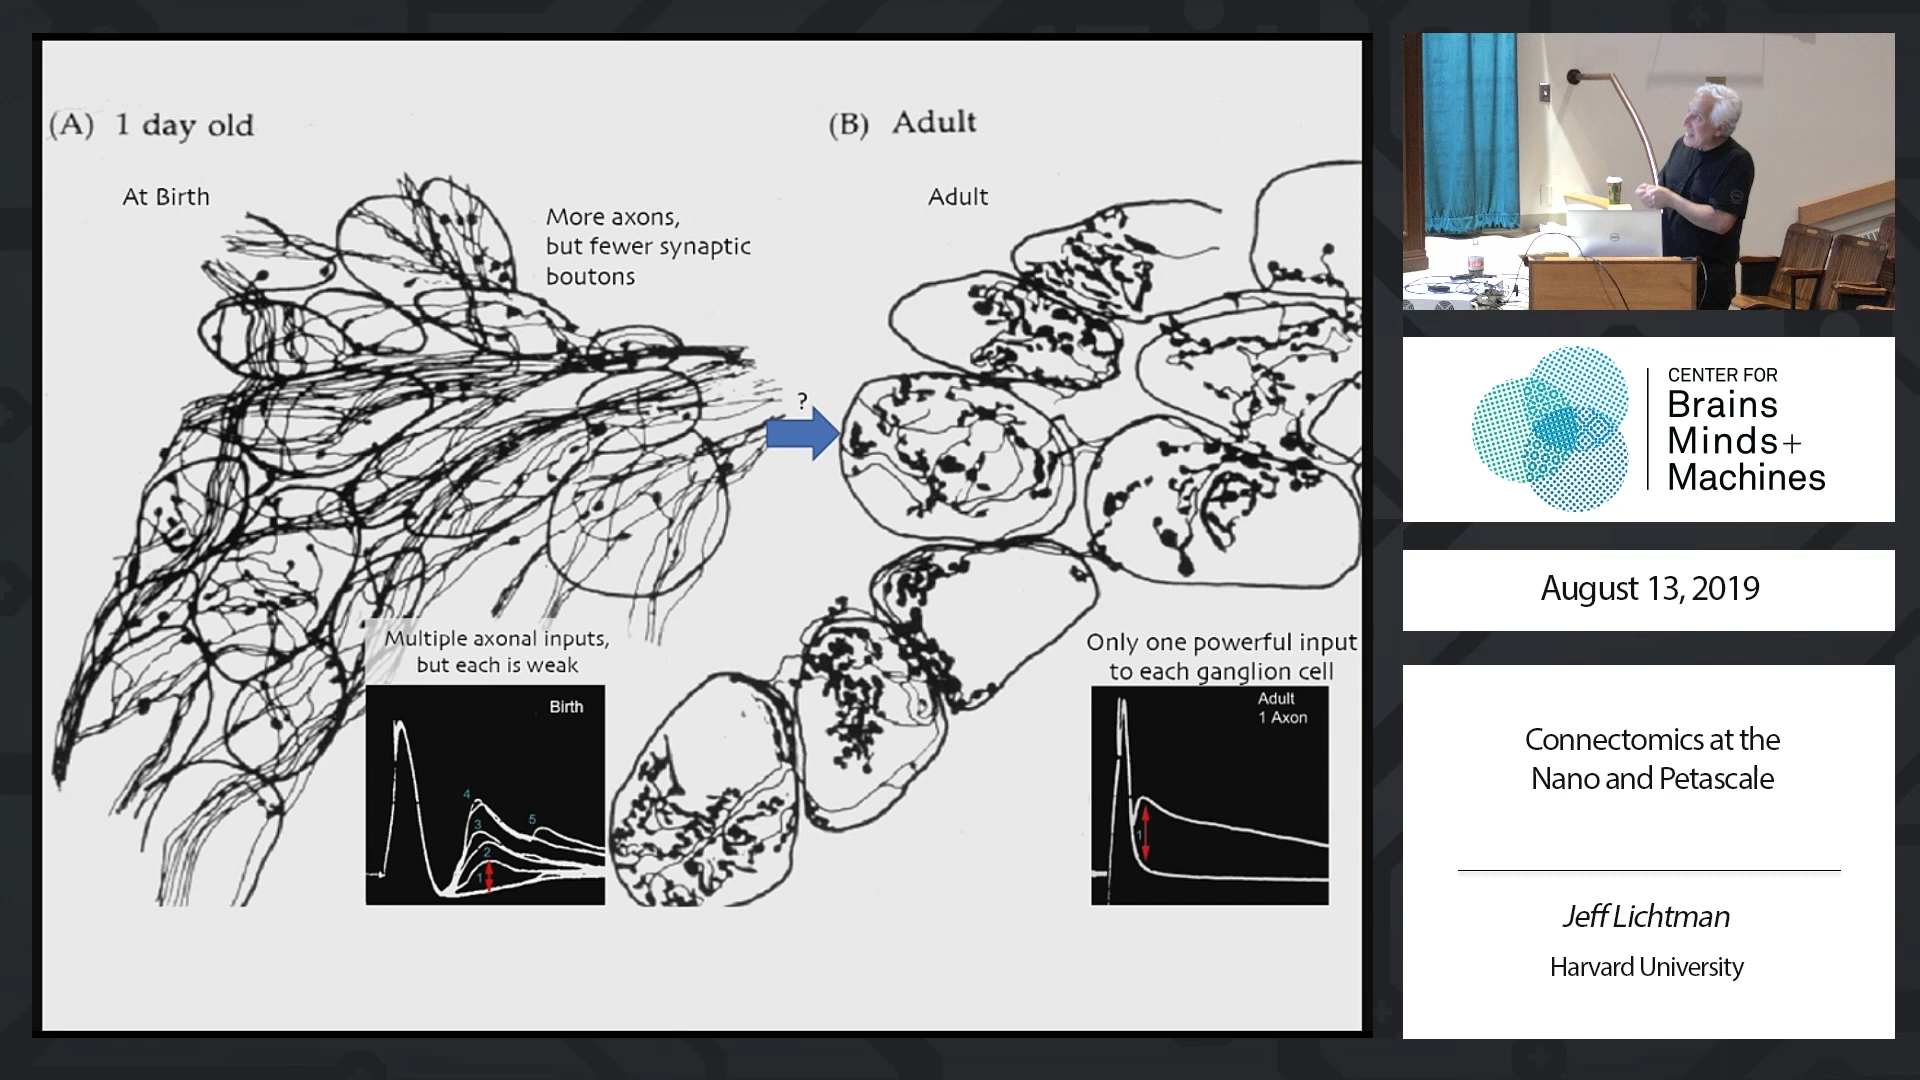 (A) 1 day old
At Birth
More axons,
but fewer synaptic
boutons
?
Multiple axonal inputs,
but each is weak
Birth
4
3
5
2
1
(B) Adult
Adult
Only one powerful input
to each ganglion cell
Adult
1 Axon
1
CENTER FOR
Brains
Minds+
Machines
August 13, 2019
Connectomics at the
Nano and Petascale
Jeff Lichtman
Harvard University